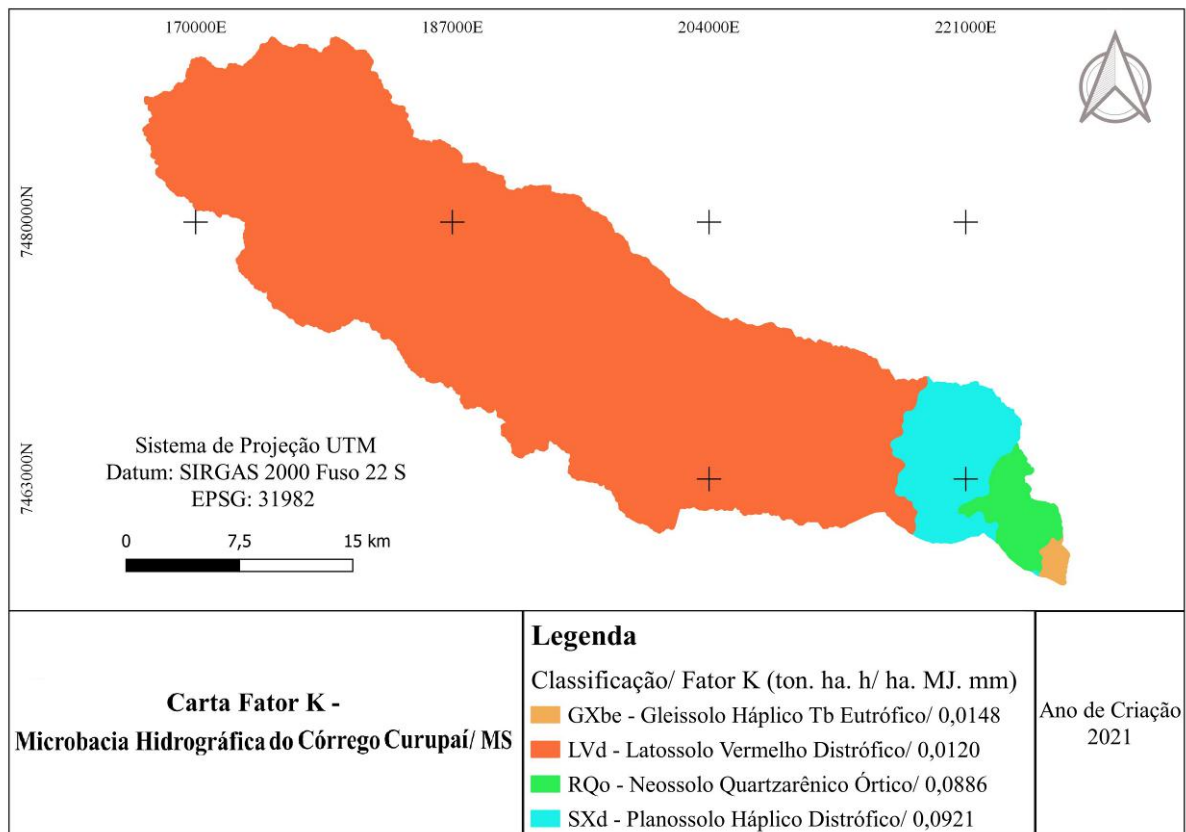 170000E
187000E
204000E
221000E
7480000N
7463000N
Sistema de Projeção UTM
Datum: SIRGAS 2000 Fuso 22 S
EPSG: 31982
0
7,5
15 km
Carta Fator K -
Microbacia Hidrográfica do Córrego Curupaí/ MS
Legenda
Classificação/ Fator K (ton. ha. h/ ha. MJ. mm)
GXbe - Gleissolo Háplico Tb Eutrófico/ 0,0148
LVd - Latossolo Vermelho Distrófico/ 0,0120
RQo - Neossolo Quartzarênico Órtico/ 0,0886
SXd - Planossolo Háplico Distrófico/ 0,0921
Ano de Criação
2021